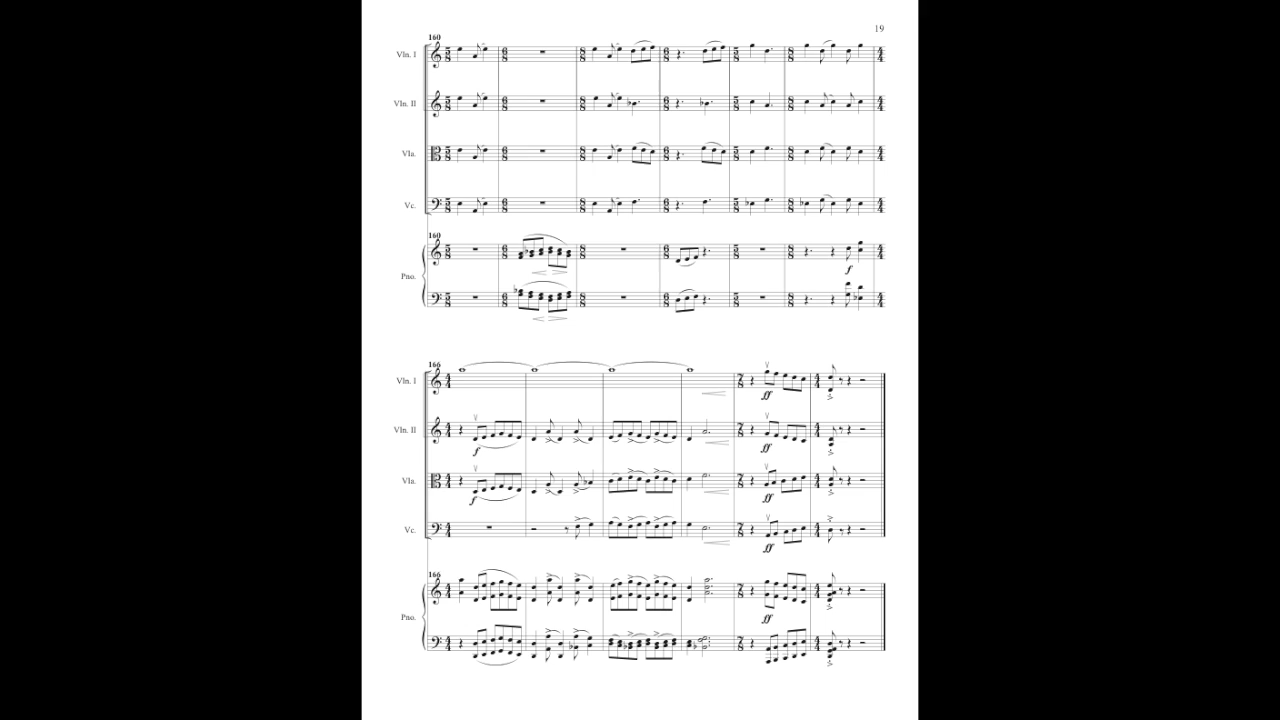 19
160
Vln. I
Vln. II
Vla.
Vc.
160
Pno.
f
166
Vln. I
ff
Vln. II
f
ff
Vla.
f
ff
Vc.
ff
166
Pno.
ff